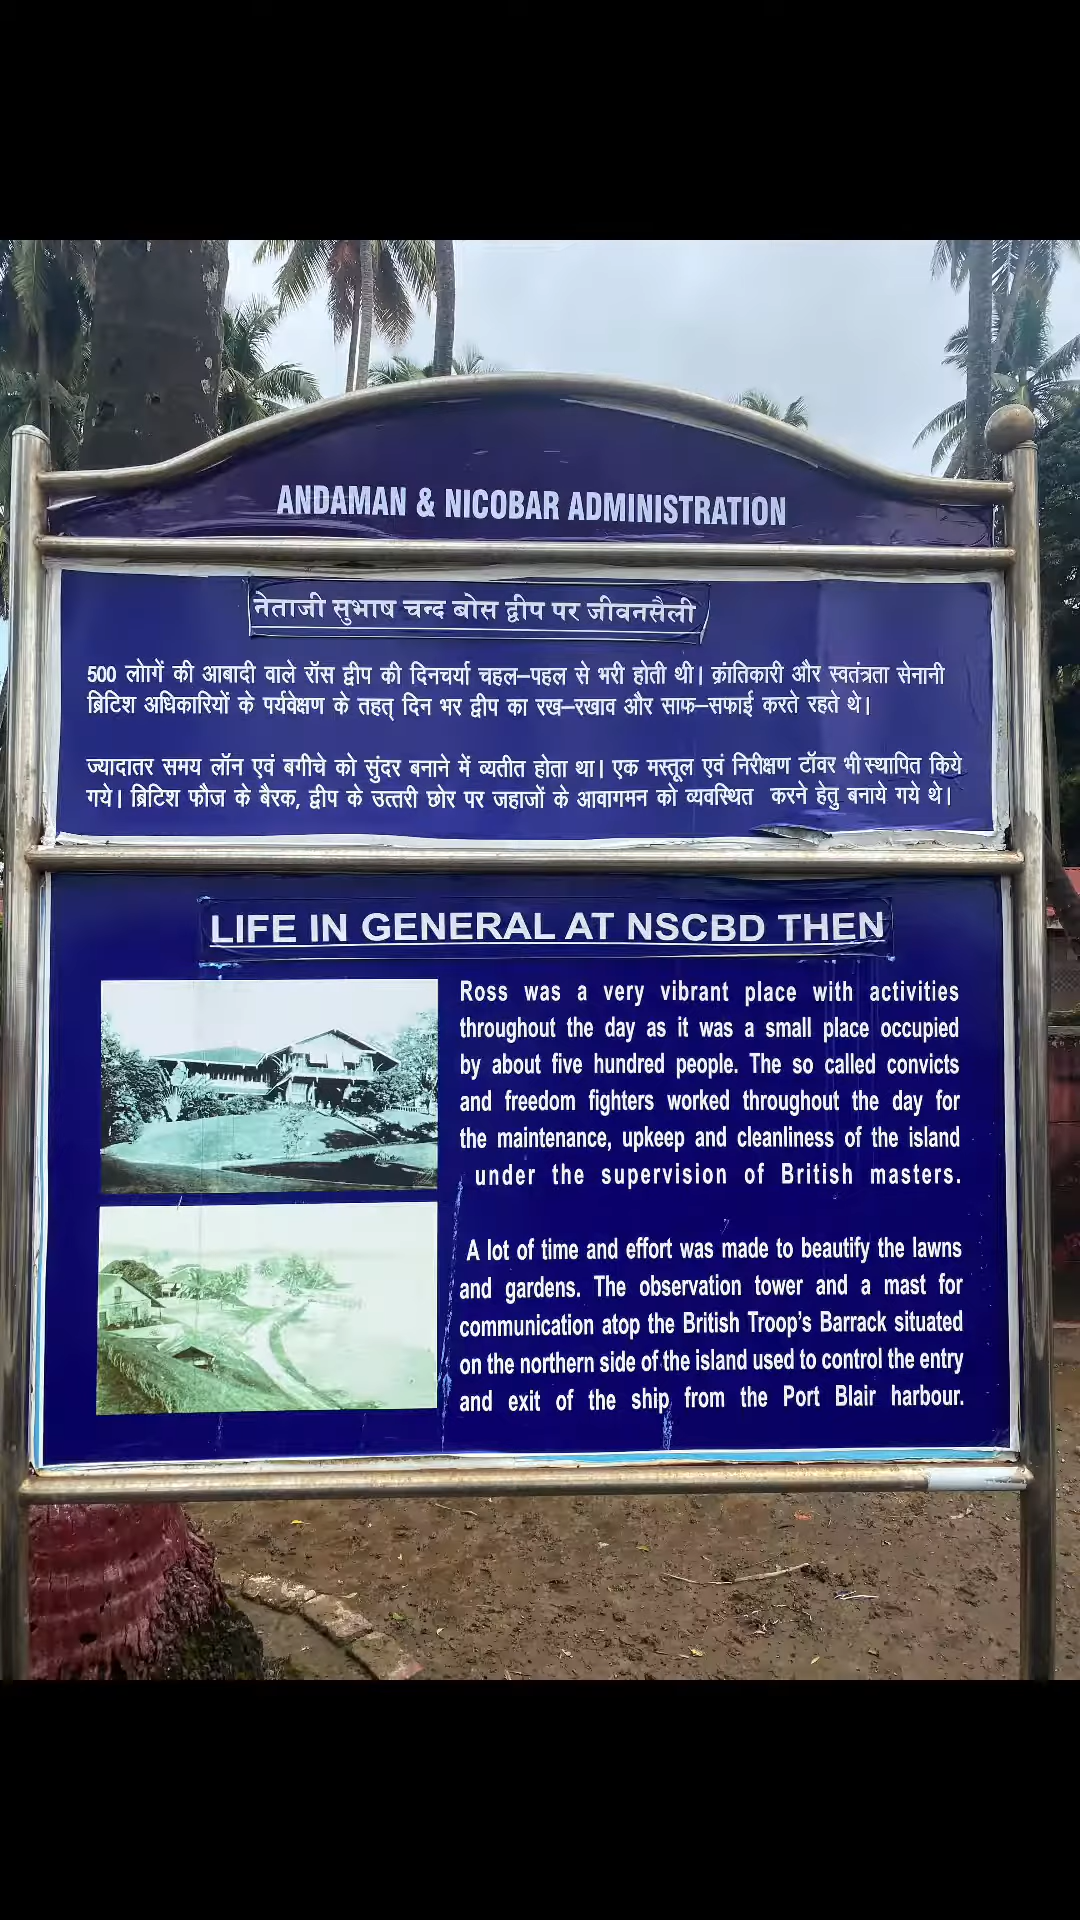 ANDAMAN & NICOBAR ADMINISTRATION
नेताजी सुभाष चन्द बोस द्वीप पर जीवनसैली
500 लोागें की आबादी वाले रॉस द्वीप की दिनचर्या चहल–पहल से भरी होती थी। क्रांतिकारी और स्वतंत्रता सेनानी
ब्रिटिश अधिकारियों के पर्यवेक्षण के तहत् दिन भर द्वीप का रख–रखाव और साफ–सफाई करते रहते थे।
ज्यादातर समय लॉन एवं बगीचे को सुंदर बनाने में व्यतीत होता था। एक मस्तूल एवं निरीक्षण टॉवर भी स्थापित किये
गये। ब्रिटिश फौज के बैरक, द्वीप के उत्तरी छोर पर जहाजों के आवागमन को व्यवस्थित करने हेतु बनाये गये थे।
LIFE IN GENERAL AT NSCBD THEN
Ross was a very vibrant place with activities
throughout the day as it was a small place occupied
by about five hundred people. The so called convicts
and freedom fighters worked throughout the day for
the maintenance, upkeep and cleanliness of the island
under the supervision of British masters.
A lot of time and effort was made to beautify the lawns
and gardens. The observation tower and a mast for
communication atop the British Troop's Barrack situated
on the northern side of the island used to control the entry
and exit of the ship from the Port Blair harbour.